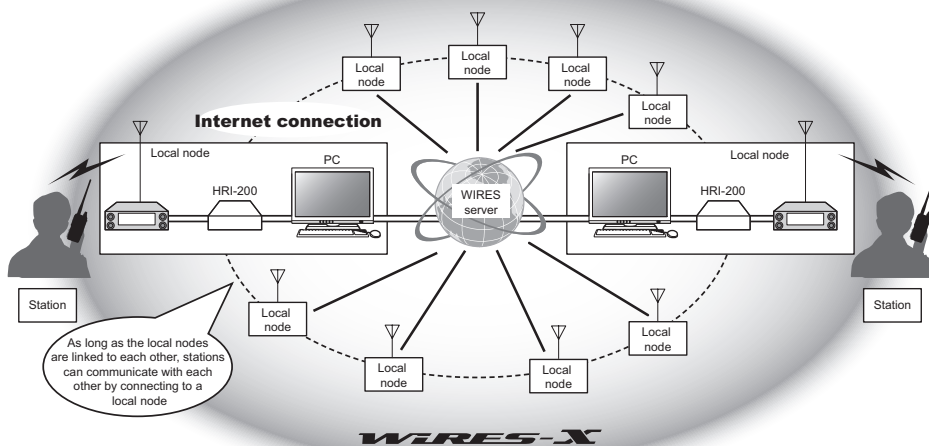 Local
node
Local
node
Local
node
Local
node
Internet connection
Local node
PC
HRI-200
WIRES
server
PC
Local node
HRI-200
Station
Station
Local
node
Local
node
Local
node
Local
node
As long as the local nodes
are linked to each other, stations
can communicate with each
other by connecting to a
local node
WiRES-X